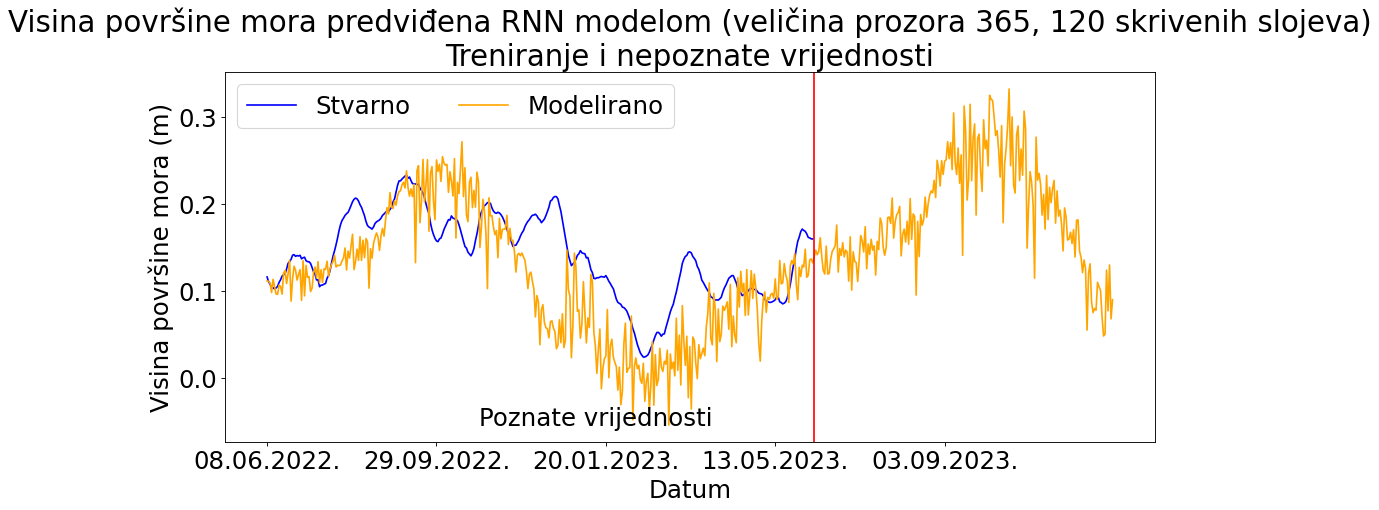 Visina površine mora predviđena RNN modelom (veličina prozora 365, 120 skrivenih slojeva)
Treniranje i nepoznate vrijednosti
Stvarno Modelirano
Visina površine mora (m)
0.3
0.2
0.1
0.0
Poznate vrijednosti
08.06.2022. 29.09.2022. 20.01.2023. 13.05.2023. 03.09.2023.
Datum